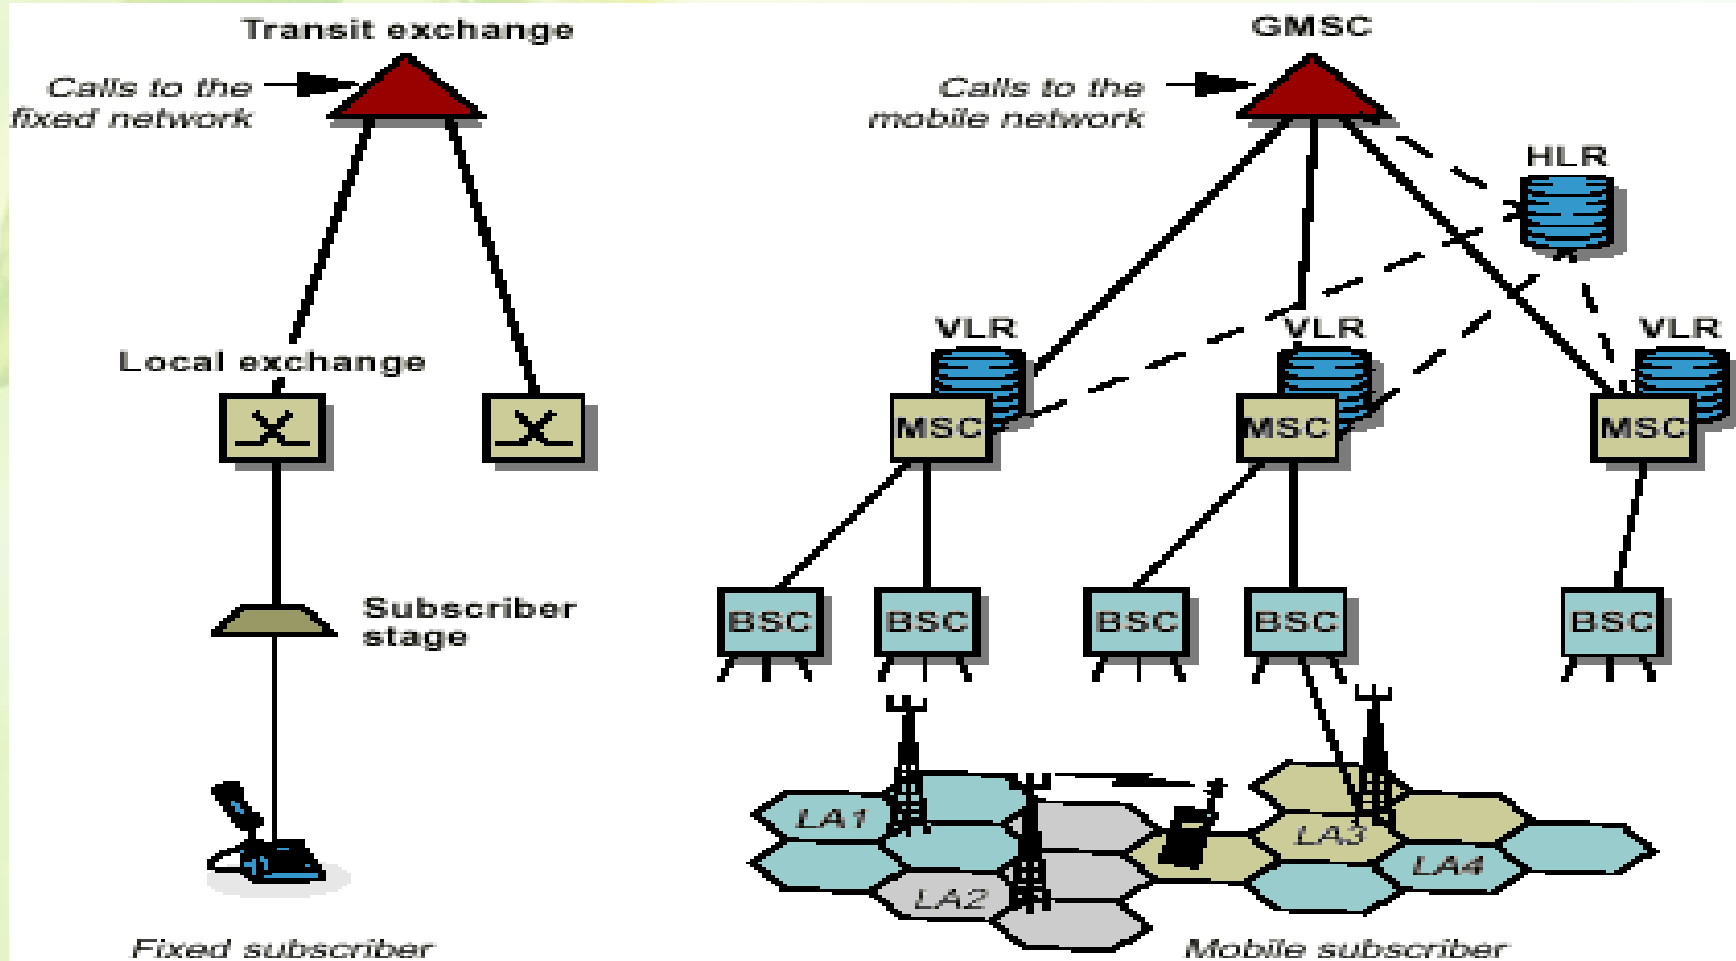 Transit exchange
Calls to the
fixed network
Local exchange
Subscriber
stage
Fixed subscriber
GMSC
Calls to the
mobile network
HLR
VLR
VLR
VLR
MSC
MSC
MSC
BSC
BSC
BSC
BSC
BSC
LA1
LA2
LA3
LA4
Mobile subscriber